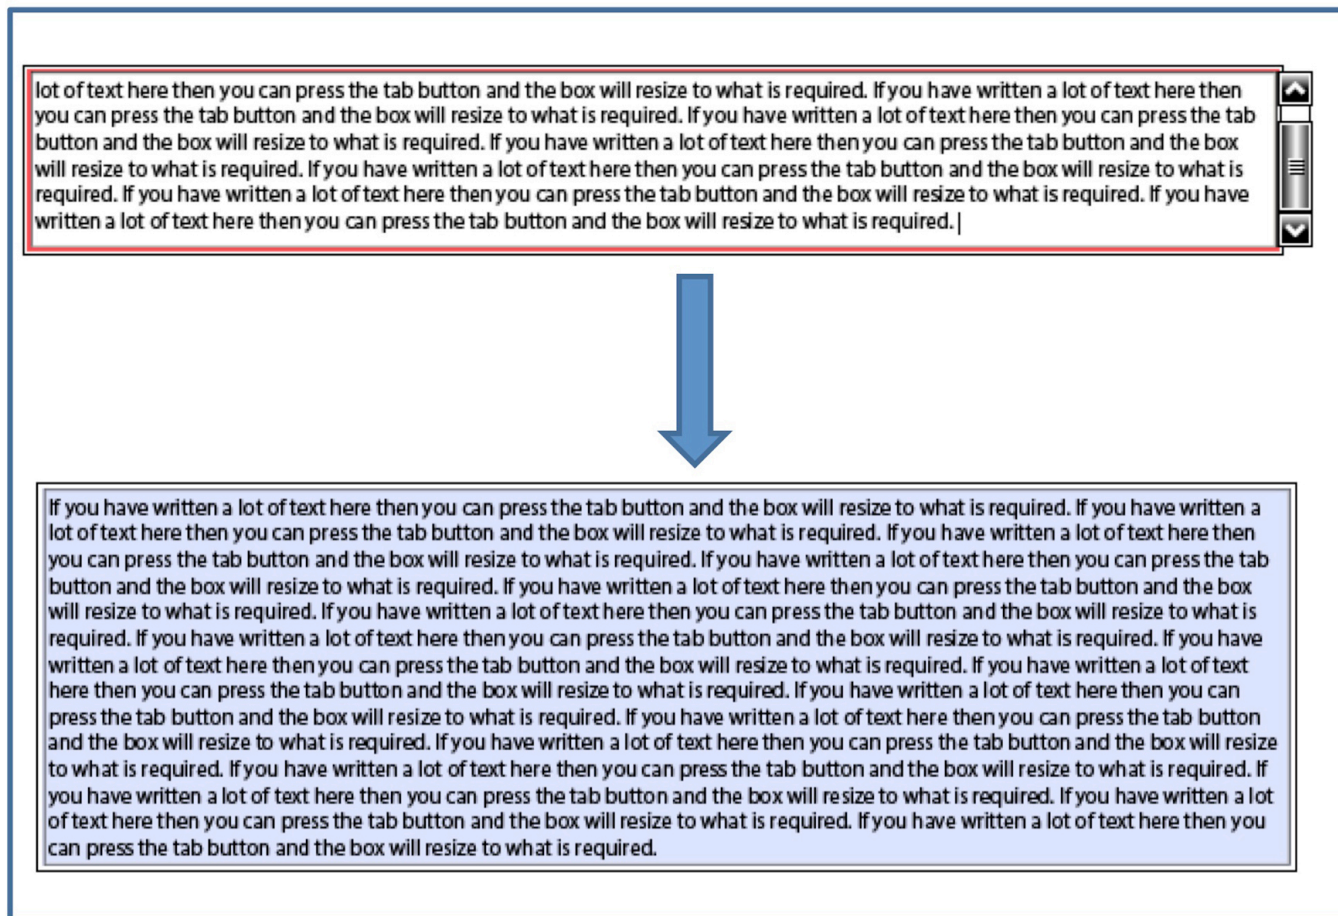 lot of text here then you can press the tab button and the box will resize to what is required. If you have written a lot of text here then
you can press the tab button and the box will resize to what is required. If you have written a lot of text here then you can press the tab
button and the box will resize to what is required. If you have written a lot of text here then you can press the tab button and the box
will resize to what is required. If you have written a lot of text here then you can press the tab button and the box will resize to what is
required. If you have written a lot of text here then you can press the tab button and the box will resize to what is required. If you have
written a lot of text here then you can press the tab button and the box will resize to what is required.
If you have written a lot of text here then you can press the tab button and the box will resize to what is required. If you have written a
lot of text here then you can press the tab button and the box will resize to what is required. If you have written a lot of text here then
you can press the tab button and the box will resize to what is required. If you have written a lot of text here then you can press the tab
button and the box will resize to what is required. If you have written a lot of text here then you can press the tab button and the box
will resize to what is required. If you have written a lot of text here then you can press the tab button and the box will resize to what is
required. If you have written a lot of text here then you can press the tab button and the box will resize to what is required. If you have
written a lot of text here then you can press the tab button and the box will resize to what is required. If you have written a lot of text
here then you can press the tab button and the box will resize to what is required. If you have written a lot of text here then you can
press the tab button and the box will resize to what is required. If you have written a lot of text here then you can press the tab button
and the box will resize to what is required. If you have written a lot of text here then you can press the tab button and the box will resize
to what is required. If you have written a lot of text here then you can press the tab button and the box will resize to what is required. If
you have written a lot of text here then you can press the tab button and the box will resize to what is required. If you have written a lot
of text here then you can press the tab button and the box will resize to what is required. If you have written a lot of text here then you
can press the tab button and the box will resize to what is required.